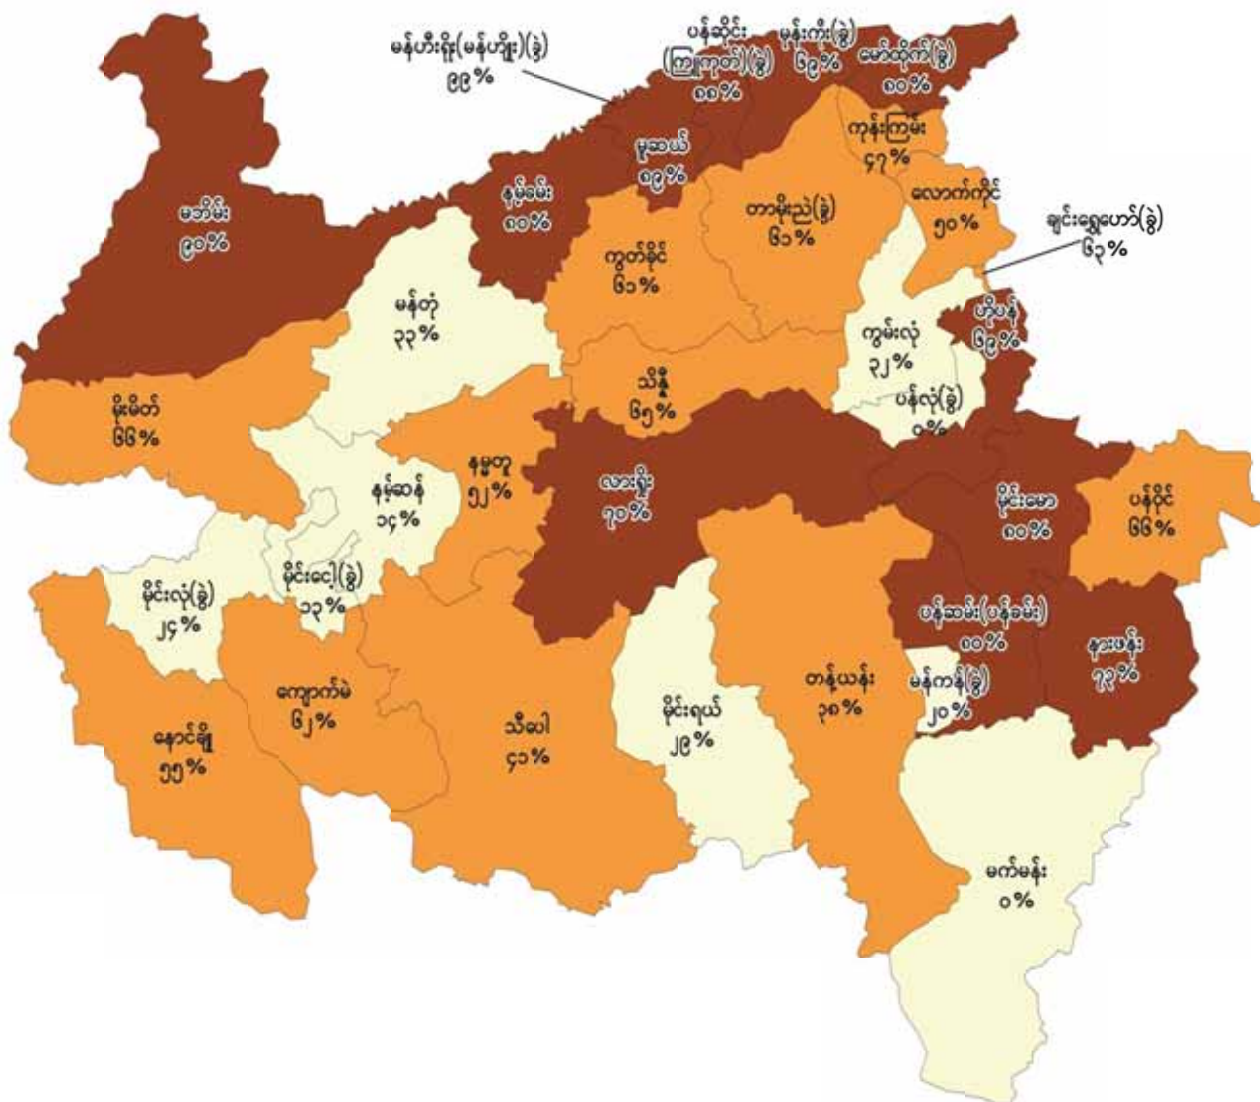 မန်ဟီးရိုး(မန်ဟျိုး)(ခွဲ)
၉၉%
ပန်ဆိုင်း
(ကြူကုတ်)(ခွဲ)
၈၈%
မုန်းကိုး(ခွဲ)
၆၉%
မော်ထိုက်(ခွဲ)
၈၀%
ကုန်းကြမ်း
၄၇%
မူဆယ်
၈၉%
နမ့်ခမ်း
၈၀%
မဘိမ်း
၉၀%
တာမိုးညဲ(ခွဲ)
၆၁%
လောက်ကိုင်
၅၀%
ချင်းရွှေဟော်(ခွဲ)
၆၃%
ကွတ်ခိုင်
၆၁%
မန်တုံ
၃၃%
ကွမ်းလုံ
၃၂%
ဟိုပန်
၆၉%
သိန္နီ
၆၅%
ပန်လုံ(ခွဲ)
၀%
မိုးမိတ်
၆၆%
နမ္မတူ
၅၂%
နမ့်ဆန်
၁၄%
လားရှိုး
၇၀%
မိုင်းမော
၈၀%
ပန်ဝိုင်
၆၆%
မိုင်းငေါ့(ခွဲ)
၁၃%
မိုင်းလုံ(ခွဲ)
၂၄%
ပန်ဆမ်း(ပန်ခမ်း)
၈၀%
နားဖန်း
၇၃%
မန်ကန်(ခွဲ)
၂၀%
ကျောက်မဲ
၆၂%
တန့်ယန်း
၃၈%
မိုင်းရယ်
၂၉%
သီပေါ
၄၁%
နောင်ချို
၅၅%
မက်မန်း
၀%